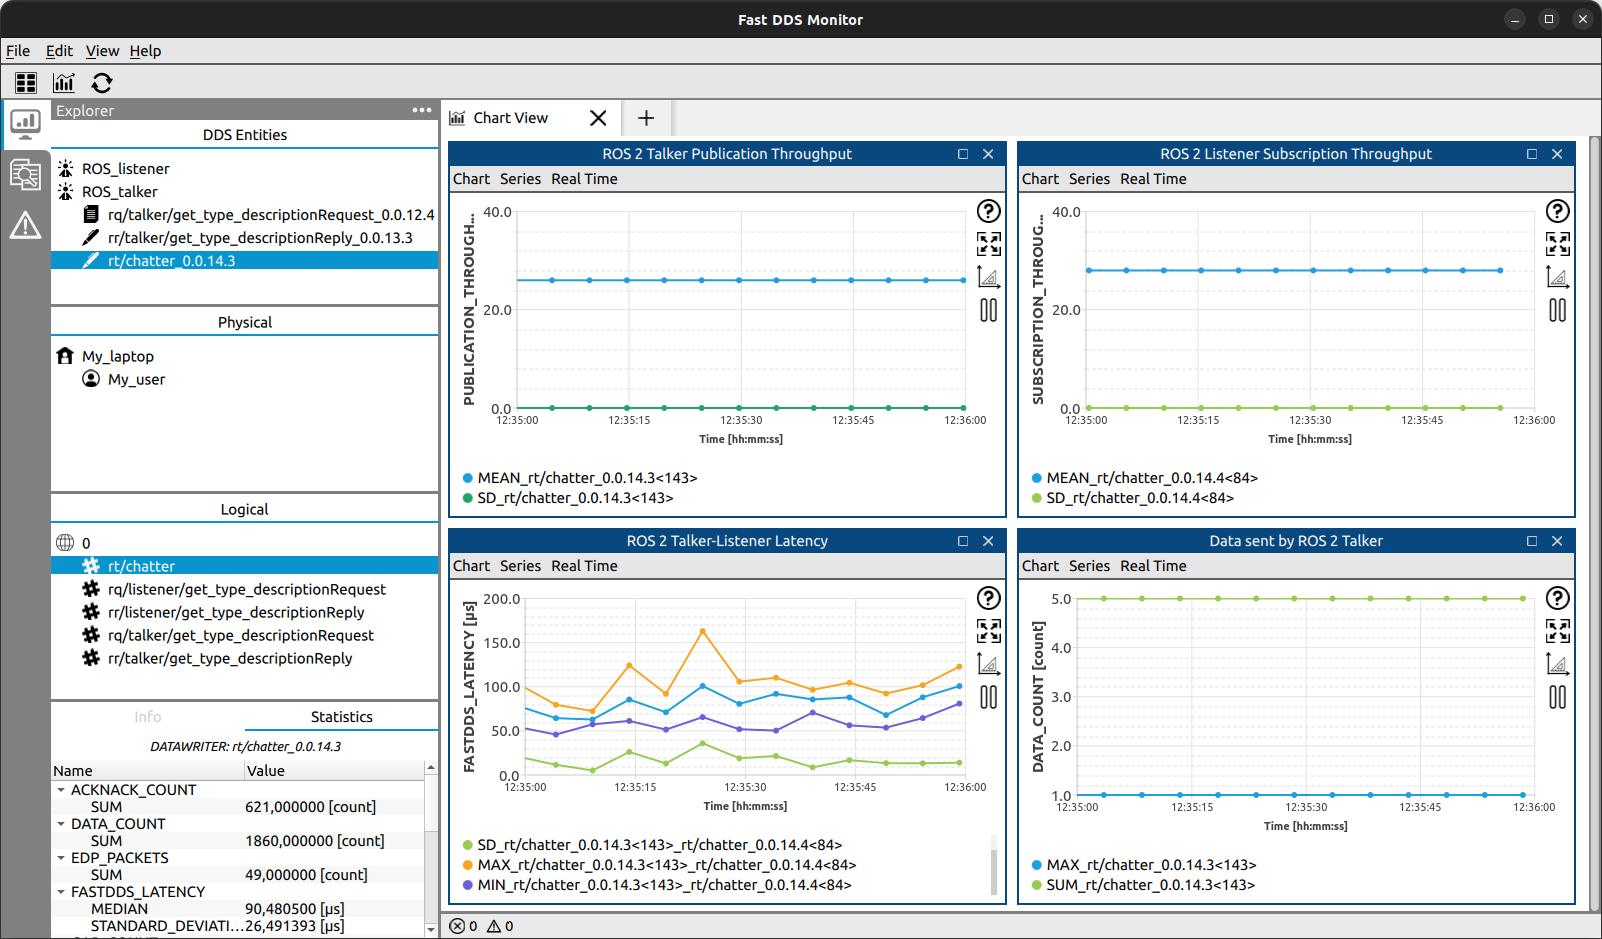 Fast DDS Monitor
File Edit View Help
Explorer
DDS Entities
ROS_listener
ROS_talker
rq/talker/get_type_descriptionRequest_0.0.12.4
rr/talker/get_type_descriptionReply_0.0.13.3
rt/chatter_0.0.14.3
Physical
My_laptop
My_user
Logical
0
rt/chatter
rq/listener/get_type_descriptionRequest
rr/listener/get_type_descriptionReply
rq/talker/get_type_descriptionRequest
rr/talker/get_type_descriptionReply
Info Statistics
DATAWRITER: rt/chatter_0.0.14.3
Name Value
ACKNACK_COUNT
SUM 621,000000 [count]
DATA_COUNT
SUM 1860,000000 [count]
EDP_PACKETS
SUM 49,000000 [count]
FASTDDS_LATENCY
MEDIAN 90,480500 [µs]
STANDARD_DEVIATI...26,491393 [µs]
Chart View
ROS 2 Talker Publication Throughput
Chart Series Real Time
PUBLICATION_THROUGH...
40.0
20.0
0.0
12:35:00 12:35:15 12:35:30 12:35:45 12:36:00
Time [hh:mm:ss]
MEAN_rt/chatter_0.0.14.3<143>
SD_rt/chatter_0.0.14.3<143>
ROS 2 Listener Subscription Throughput
Chart Series Real Time
SUBSCRIPTION_THROUG...
40.0
20.0
0.0
12:35:00 12:35:15 12:35:30 12:35:45 12:36:00
Time [hh:mm:ss]
MEAN_rt/chatter_0.0.14.4<84>
SD_rt/chatter_0.0.14.4<84>
ROS 2 Talker-Listener Latency
Chart Series Real Time
FASTDDS_LATENCY [µs]
200.0
150.0
100.0
50.0
0.0
12:35:00 12:35:15 12:35:30 12:35:45 12:36:00
Time [hh:mm:ss]
SD_rt/chatter_0.0.14.3<143>_rt/chatter_0.0.14.4<84>
MAX_rt/chatter_0.0.14.3<143>_rt/chatter_0.0.14.4<84>
MIN_rt/chatter_0.0.14.3<143>_rt/chatter_0.0.14.4<84>
Data sent by ROS 2 Talker
Chart Series Real Time
DATA_COUNT [count]
5.0
4.0
3.0
2.0
1.0
12:35:00 12:35:15 12:35:30 12:35:45 12:36:00
Time [hh:mm:ss]
MAX_rt/chatter_0.0.14.3<143>
SUM_rt/chatter_0.0.14.3<143>
0 0